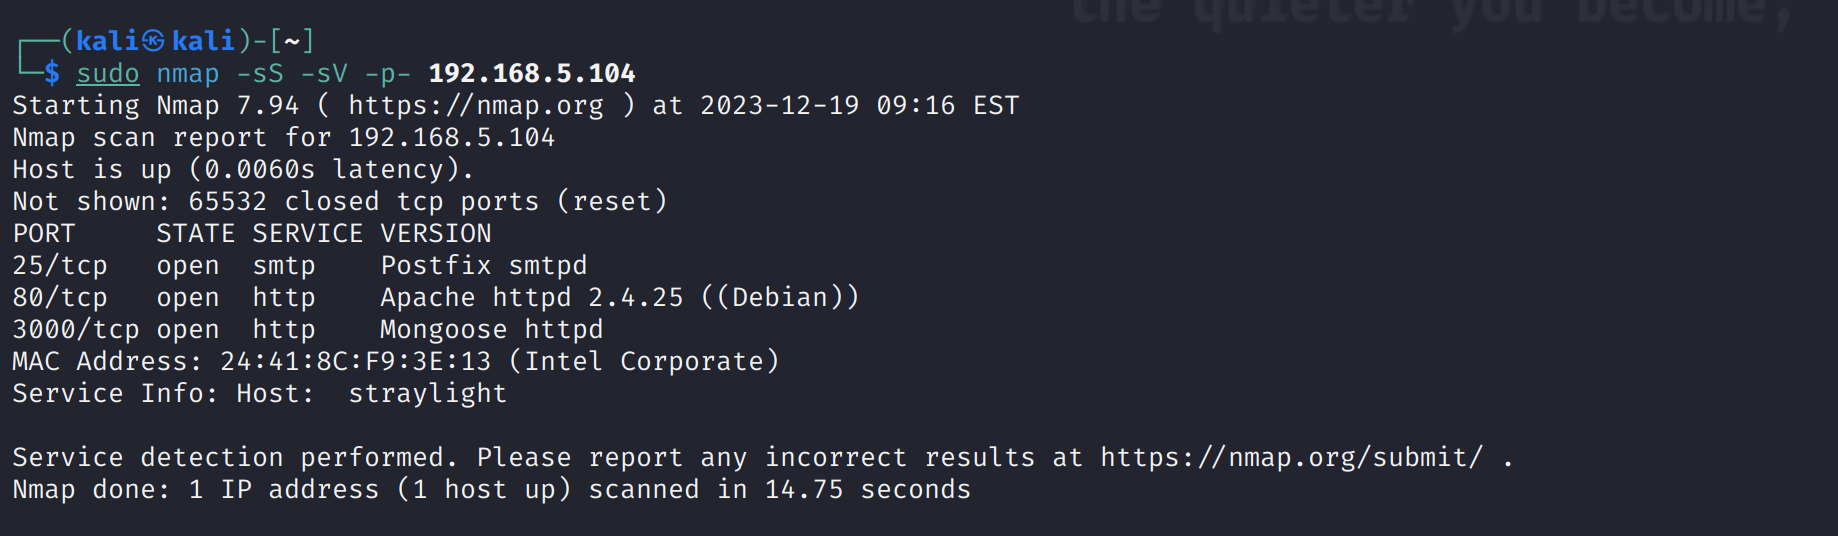 the quieter you become,
┌──(kali㉿kali)-[~]
└─$ sudo nmap -sS -sV -p- 192.168.5.104
Starting Nmap 7.94 ( https://nmap.org ) at 2023-12-19 09:16 EST
Nmap scan report for 192.168.5.104
Host is up (0.0060s latency).
Not shown: 65532 closed tcp ports (reset)
PORT     STATE SERVICE VERSION
25/tcp   open  smtp    Postfix smtpd
80/tcp   open  http    Apache httpd 2.4.25 ((Debian))
3000/tcp open  http    Mongoose httpd
MAC Address: 24:41:8C:F9:3E:13 (Intel Corporate)
Service Info: Host:  straylight
Service detection performed. Please report any incorrect results at https://nmap.org/submit/ .
Nmap done: 1 IP address (1 host up) scanned in 14.75 seconds